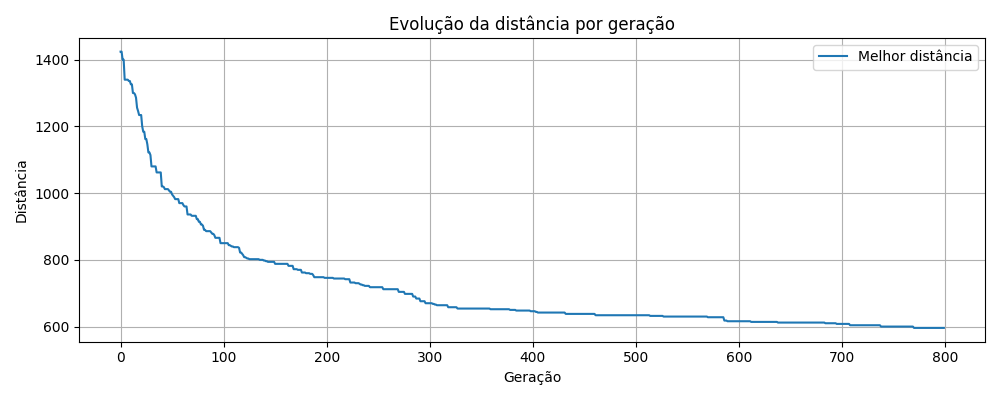 Evolução da distância por geração
Melhor distância
Distância
1400
1200
1000
800
600
0 100 200 300 400 500 600 700 800
Geração